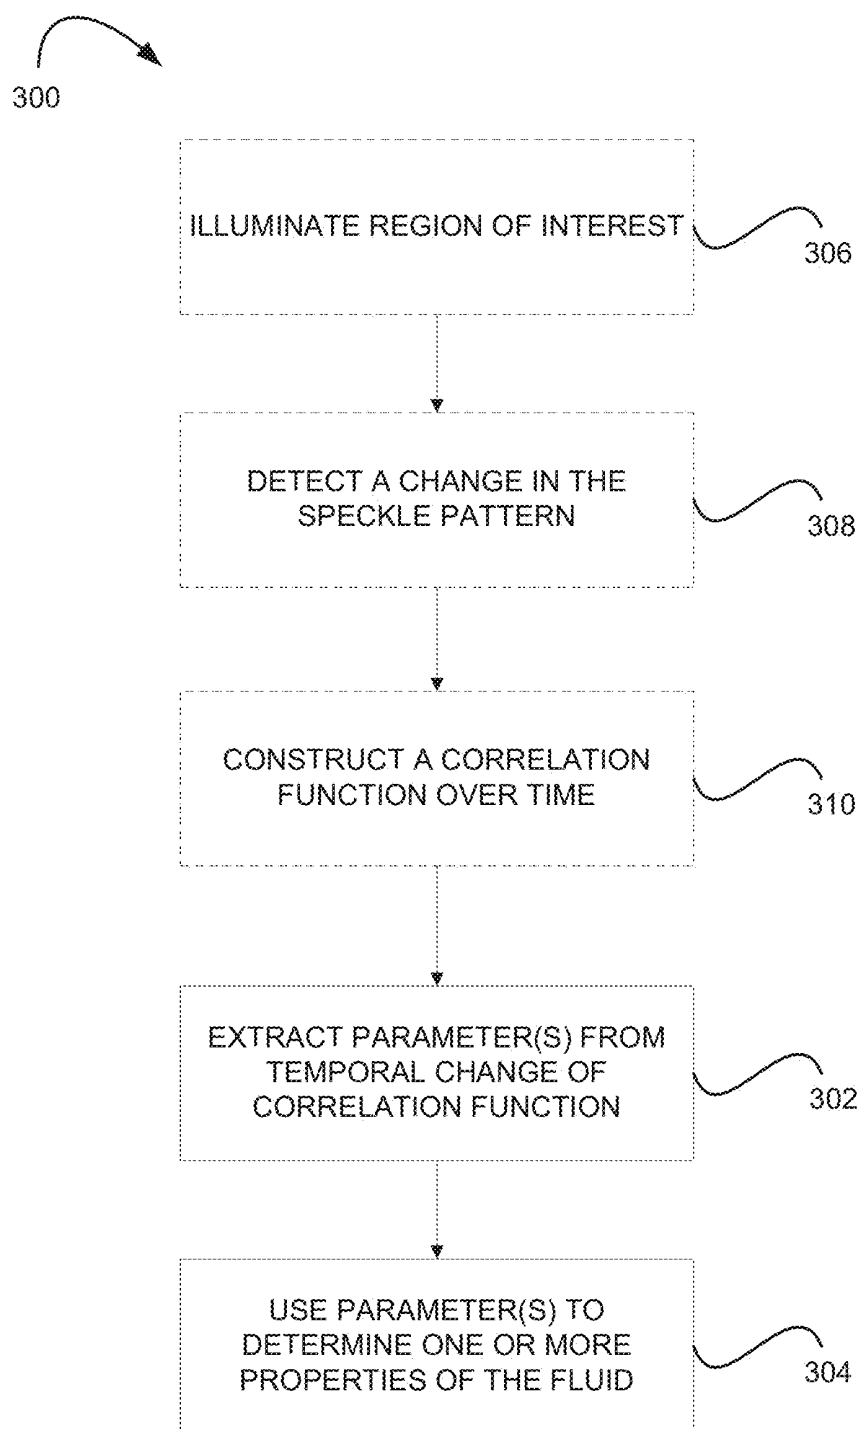 300
ILLUMINATE REGION OF INTEREST
306
DETECT A CHANGE IN THE
SPECKLE PATTERN
308
CONSTRUCT A CORRELATION
FUNCTION OVER TIME
310
EXTRACT PARAMETER(S) FROM
TEMPORAL CHANGE OF
CORRELATION FUNCTION
302
USE PARAMETER(S) TO
DETERMINE ONE OR MORE
PROPERTIES OF THE FLUID
304